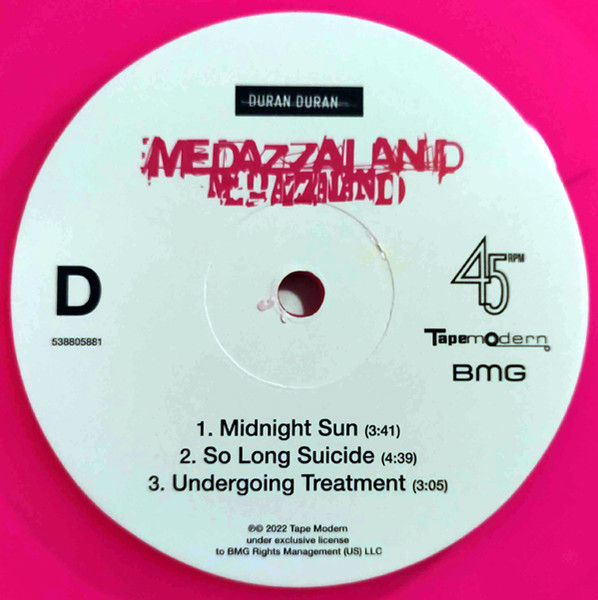 DURAN DURAN
MEDAZZALAND
MEDAZZALAND
D
538805881
45 RPM
Tapemodern
BMG
1. Midnight Sun (3:41)
2. So Long Suicide (4:39)
3. Undergoing Treatment (3:05)
℗© 2022 Tape Modern
under exclusive license
to BMG Rights Management (US) LLC